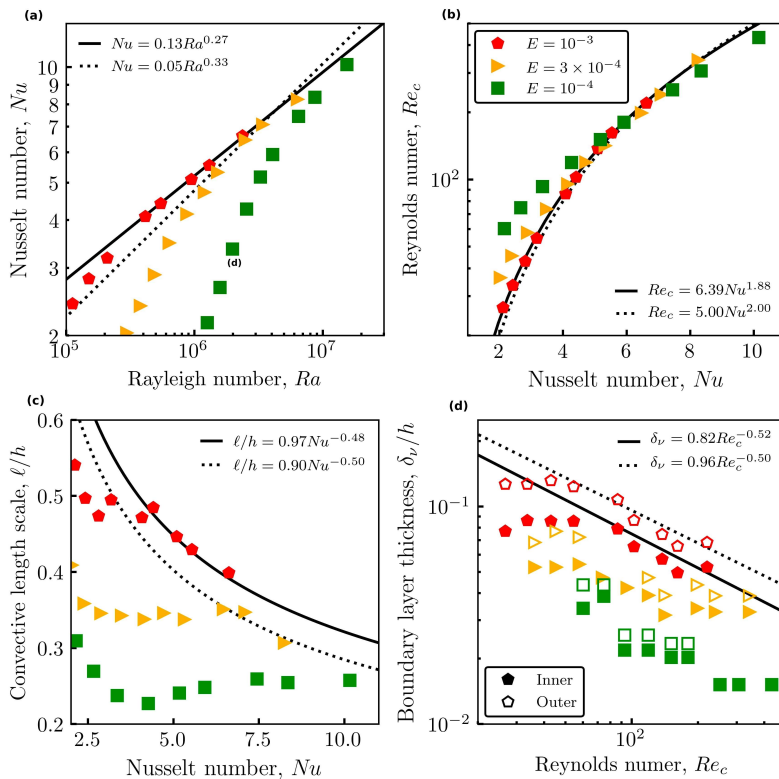 (a)
Nu = 0.13Ra^0.27
Nu = 0.05Ra^0.33
Nusselt number, Nu
10
9
8
7
6
5
4
3
2
(d)
10^5
10^6
10^7
Rayleigh number, Ra
(b)
E = 10^−3
E = 3 × 10^−4
E = 10^−4
Reynolds numer, Re_c
10^2
Re_c = 6.39Nu^1.88
Re_c = 5.00Nu^2.00
2
4
6
8
10
Nusselt number, Nu
(c)
ℓ/h = 0.97Nu^−0.48
ℓ/h = 0.90Nu^−0.50
Convective length scale, ℓ/h
0.6
0.5
0.4
0.3
0.2
2.5
5.0
7.5
10.0
Nusselt number, Nu
(d)
δ_ν = 0.82Re_c^−0.52
δ_ν = 0.96Re_c^−0.50
Boundary layer thickness, δ_ν/h
10^−1
10^−2
Inner
Outer
10^2
Reynolds numer, Re_c